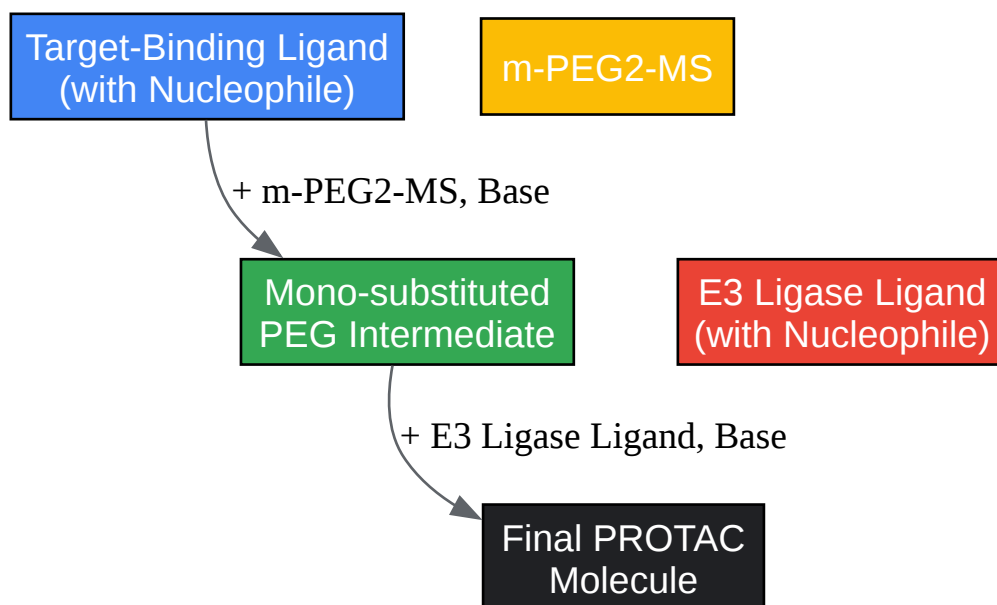 Target-Binding Ligand
(with Nucleophile)
m-PEG2-MS
+ m-PEG2-MS, Base
Mono-substituted
PEG Intermediate
E3 Ligase Ligand
(with Nucleophile)
+ E3 Ligase Ligand, Base
Final PROTAC
Molecule